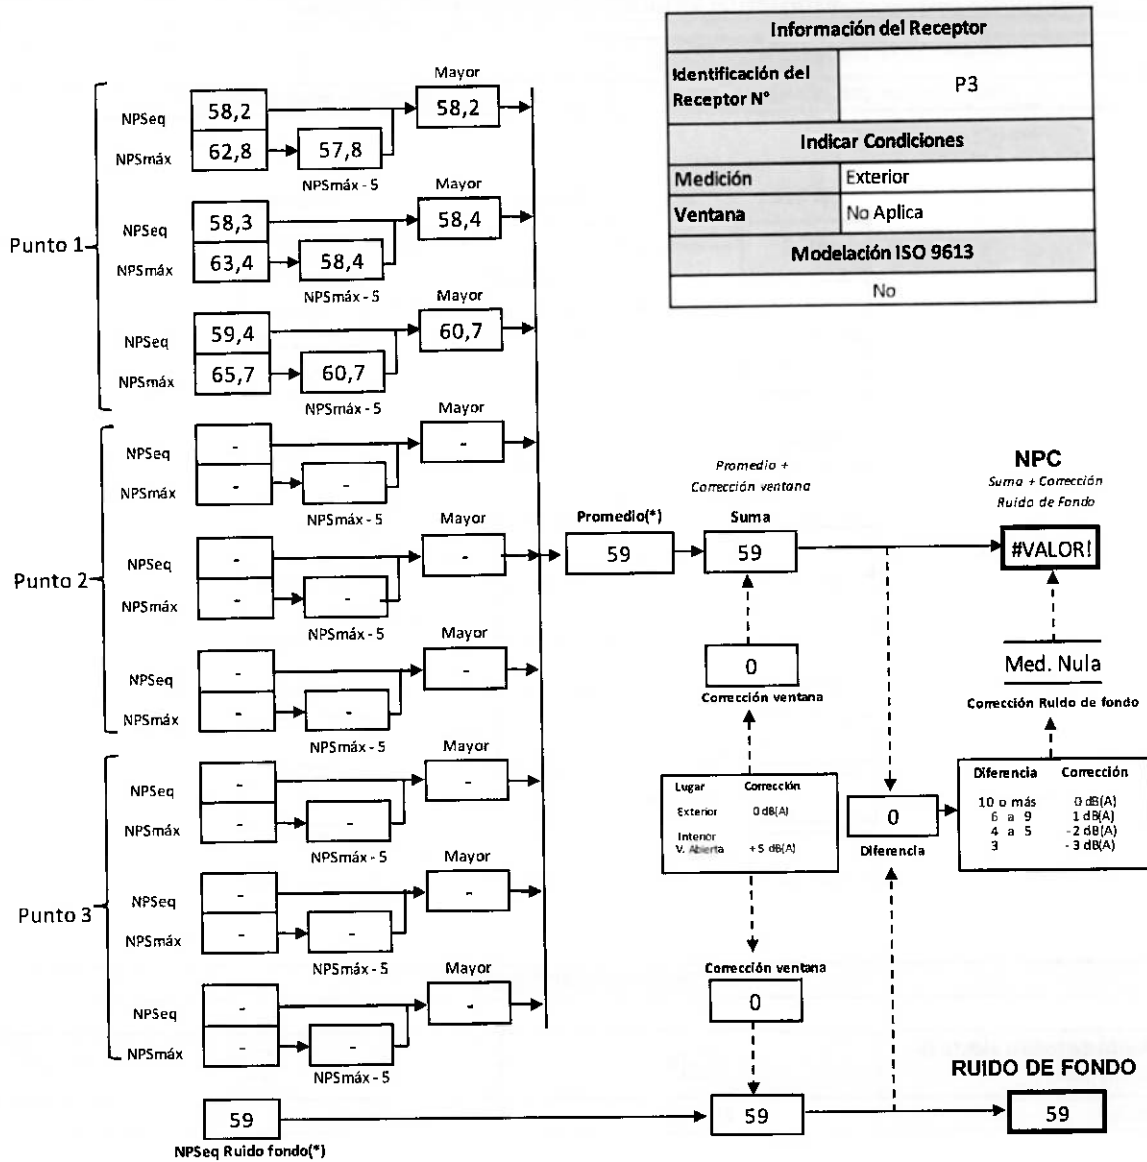 Información del Receptor
Identificación del Receptor N° P3
Indicar Condiciones
Medición Exterior
Ventana No Aplica
Modelación ISO 9613
No
Punto 1
Mayor
NPSeq 58,2 58,2
NPSmáx 62,8 57,8
NPSmáx - 5
Mayor
NPSeq 58,3 58,4
NPSmáx 63,4 58,4
NPSmáx - 5
Mayor
NPSeq 59,4 60,7
NPSmáx 65,7 60,7
NPSmáx - 5
Punto 2
Mayor
NPSeq - -
NPSmáx - -
NPSmáx - 5
Mayor
NPSeq - -
NPSmáx - -
NPSmáx - 5
Mayor
NPSeq - -
NPSmáx - -
NPSmáx - 5
Punto 3
Mayor
NPSeq - -
NPSmáx - -
NPSmáx - 5
Mayor
NPSeq - -
NPSmáx - -
NPSmáx - 5
Mayor
NPSeq - -
NPSmáx - -
NPSmáx - 5
Promedio(*)
59
Promedio +
Corrección ventana
Suma
59
0
Corrección ventana
Lugar Corrección
Exterior 0 dB(A)
Interior
V. Abierta +5 dB(A)
Corrección ventana
0
NPC
Suma + Corrección
Ruido de Fondo
#VALOR!
Med. Nula
Corrección Ruido de fondo
0
Diferencia
Diferencia Corrección
10 o más 0 dB(A)
6 a 9 1 dB(A)
4 a 5 -2 dB(A)
3 - 3 dB(A)
RUIDO DE FONDO
59 59 59
NPSeq Ruido fondo(*)